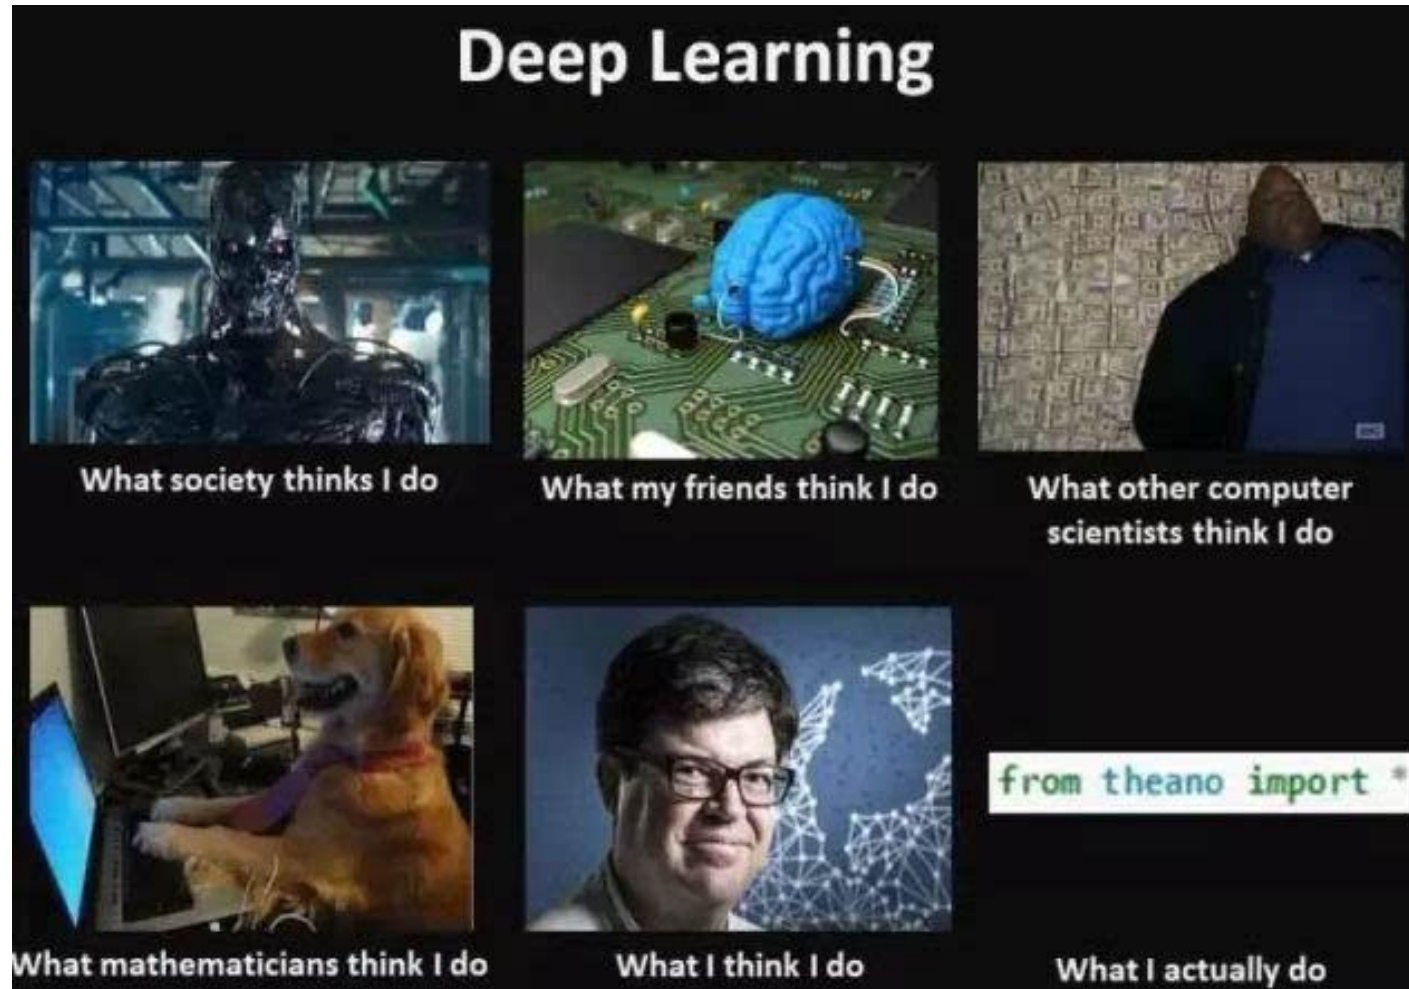 Deep Learning
What society thinks I do
What my friends think I do
What other computer
scientists think I do
What mathematicians think I do
What I think I do
from theano import *
What I actually do